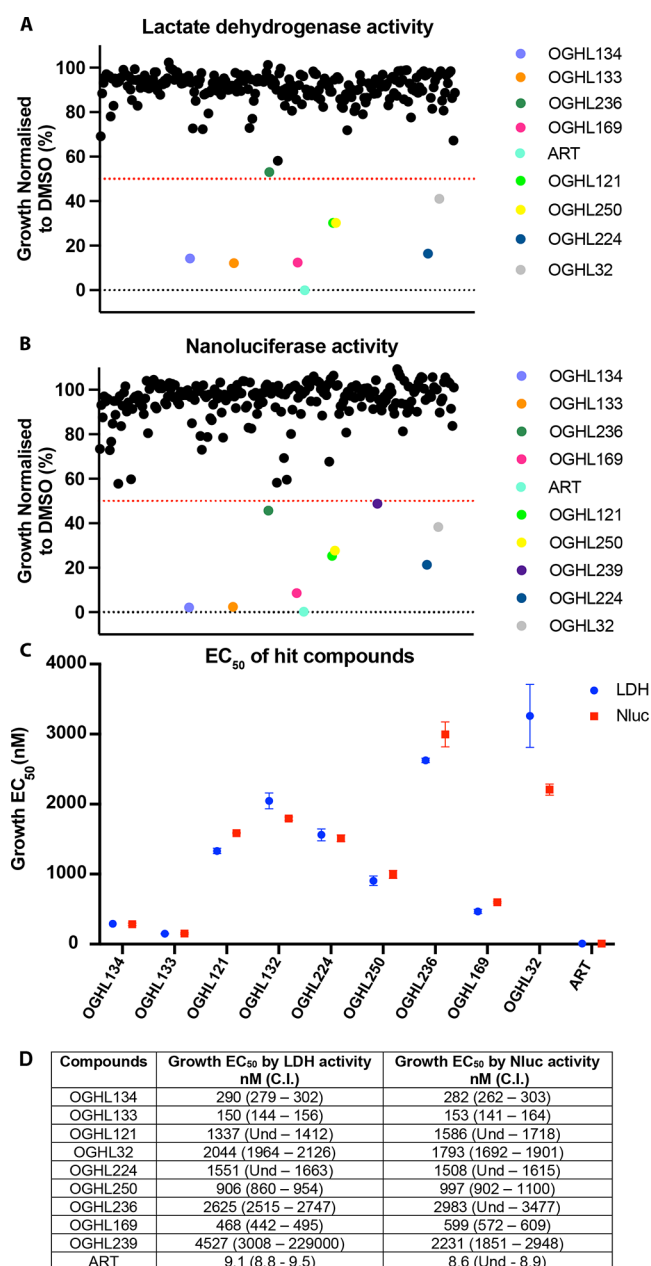 A
Lactate dehydrogenase activity
Growth Normalised
to DMSO (%)
100
80
60
40
20
0
OGHL134
OGHL133
OGHL236
OGHL169
ART
OGHL121
OGHL250
OGHL224
OGHL32
B
Nanoluciferase activity
Growth Normalised
to DMSO (%)
100
80
60
40
20
0
OGHL134
OGHL133
OGHL236
OGHL169
ART
OGHL121
OGHL250
OGHL239
OGHL224
OGHL32
C
EC50 of hit compounds
Growth EC50(nM)
4000
3000
2000
1000
0
LDH
Nluc
OGHL134
OGHL133
OGHL121
OGHL132
OGHL224
OGHL250
OGHL236
OGHL169
OGHL32
ART
D
Compounds Growth EC50 by LDH activity Growth EC50 by Nluc activity
nM (C.I.) nM (C.I.)
OGHL134 290 (279 – 302) 282 (262 – 303)
OGHL133 150 (144 – 156) 153 (141 – 164)
OGHL121 1337 (Und – 1412) 1586 (Und – 1718)
OGHL32 2044 (1964 – 2126) 1793 (1692 – 1901)
OGHL224 1551 (Und – 1663) 1508 (Und – 1615)
OGHL250 906 (860 – 954) 997 (902 – 1100)
OGHL236 2625 (2515 – 2747) 2983 (Und – 3477)
OGHL169 468 (442 – 495) 599 (572 – 609)
OGHL239 4527 (3008 – 229000) 2231 (1851 – 2948)
ART 9.1 (8.8 - 9.5) 8.6 (Und - 8.9)